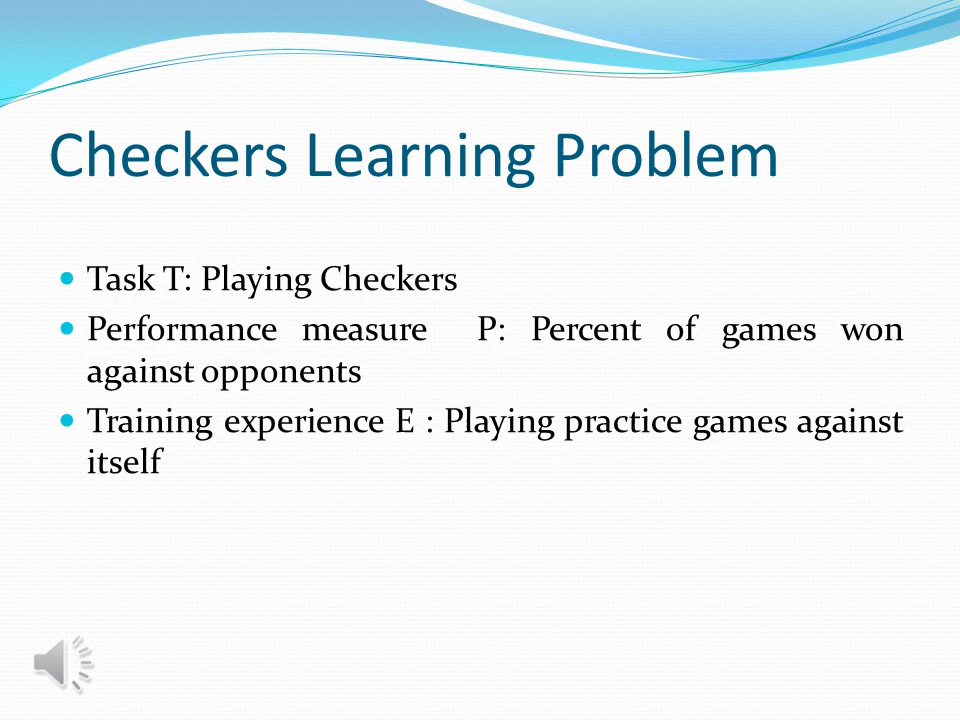 Checkers Learning Problem
Task T: Playing Checkers
Performance measure P: Percent of games won
against opponents
Training experience E : Playing practice games against
itself